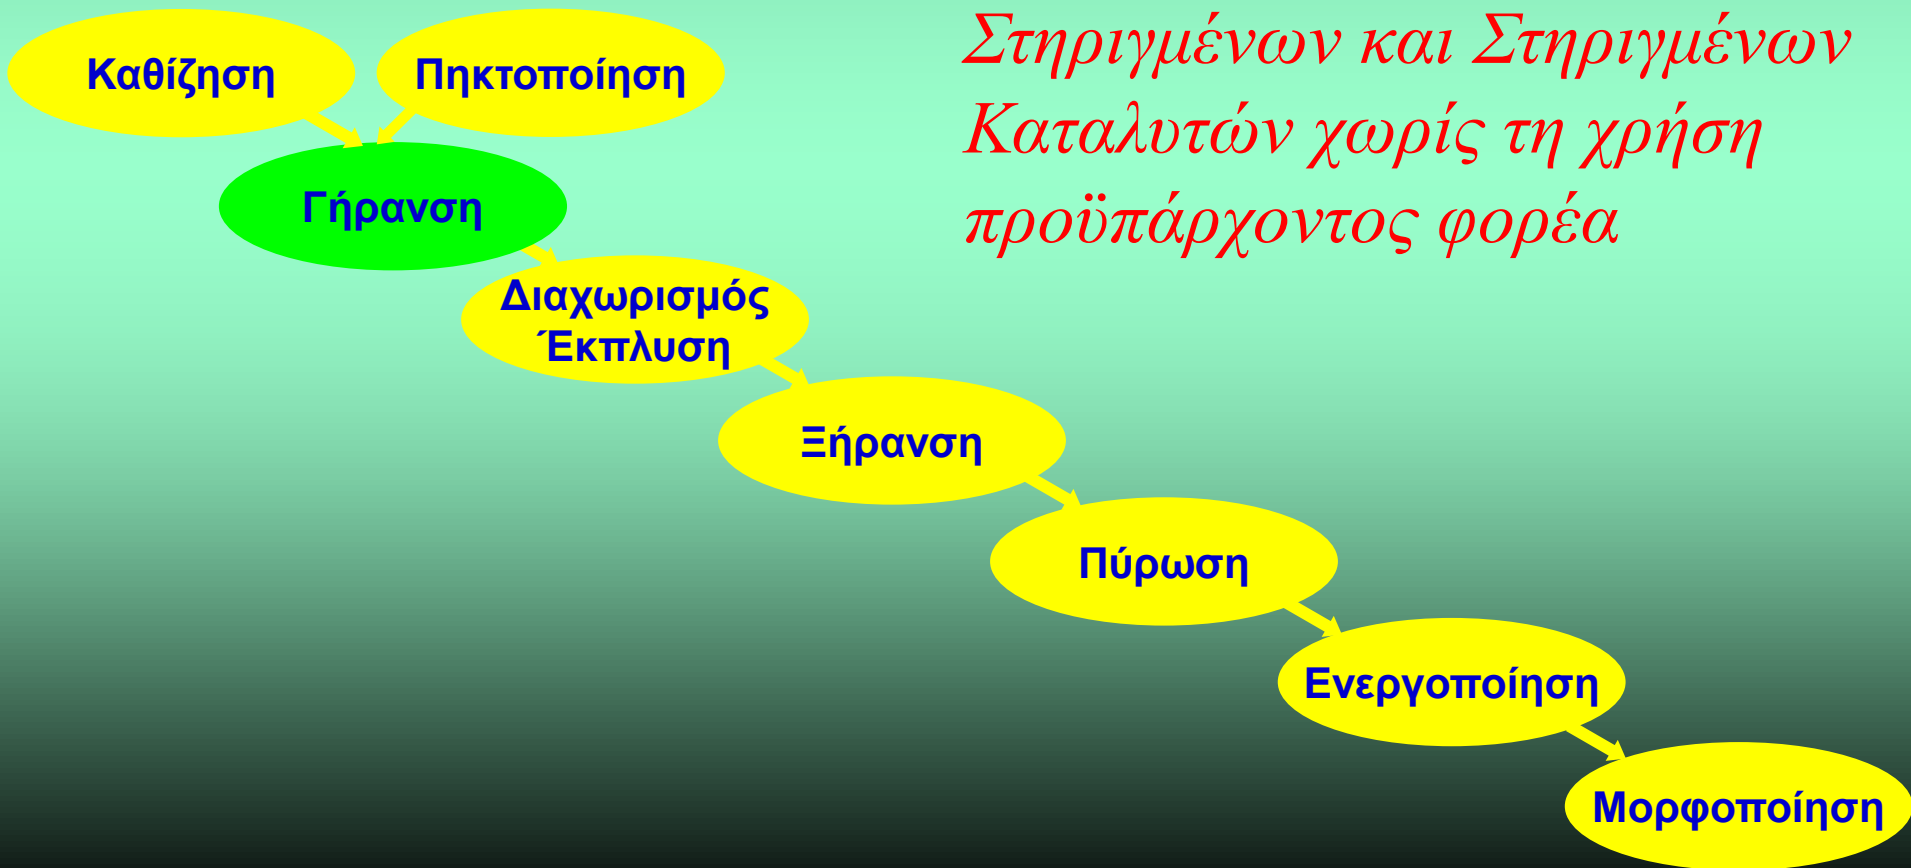 Στηριγμένων και Στηριγμένων
Καταλυτών χωρίς τη χρήση
προϋπάρχοντος φορέα
Καθίζηση
Πηκτοποίηση
Γήρανση
Διαχωρισμός
Έκπλυση
Ξήρανση
Πύρωση
Ενεργοποίηση
Μορφοποίηση